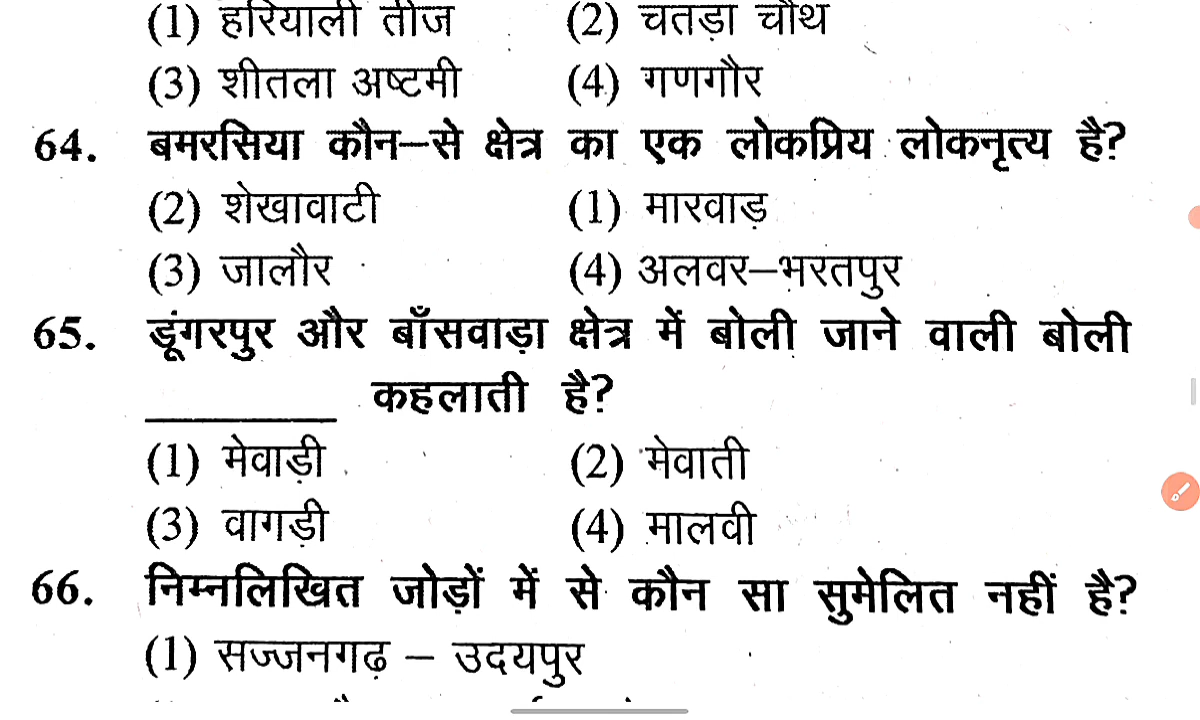 (1) हरियाली तीज (2) चतड़ा चौथ
(3) शीतला अष्टमी (4) गणगौर
64. बमरसिया कौन–से क्षेत्र का एक लोकप्रिय लोकनृत्य है?
(2) शेखावाटी (1) मारवाड़
(3) जालौर (4) अलवर–भरतपुर
65. डूंगरपुर और बाँसवाड़ा क्षेत्र में बोली जाने वाली बोली
________ कहलाती है?
(1) मेवाड़ी (2) मेवाती
(3) वागड़ी (4) मालवी
66. निम्नलिखित जोड़ों में से कौन सा सुमेलित नहीं है?
(1) सज्जनगढ़ – उदयपुर